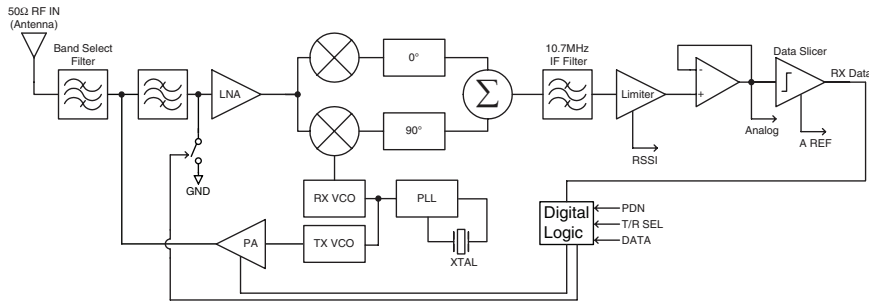 50Ω RF IN
(Antenna)
Band Select
Filter
LNA
GND
0°
90°
Σ
10.7MHz
IF Filter
Limiter
RSSI
-
+
Analog
Data Slicer
RX Data
A REF
RX VCO
PLL
TX VCO
XTAL
PA
Digital
Logic
PDN
T/R SEL
DATA